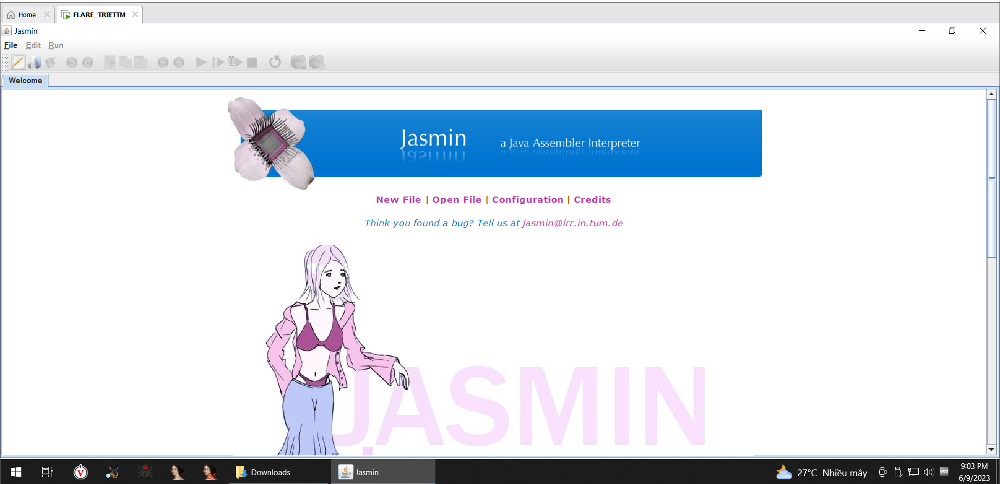 Home
FLARE_TRIETTM
Jasmin
File Edit Run
Welcome
Jasmin a Java Assembler Interpreter
New File | Open File | Configuration | Credits
Think you found a bug? Tell us at jasmin@lrr.in.tum.de
JASMIN
Downloads
Jasmin
27°C Nhiều mây
vm
9:03 PM
6/9/2023
64
V